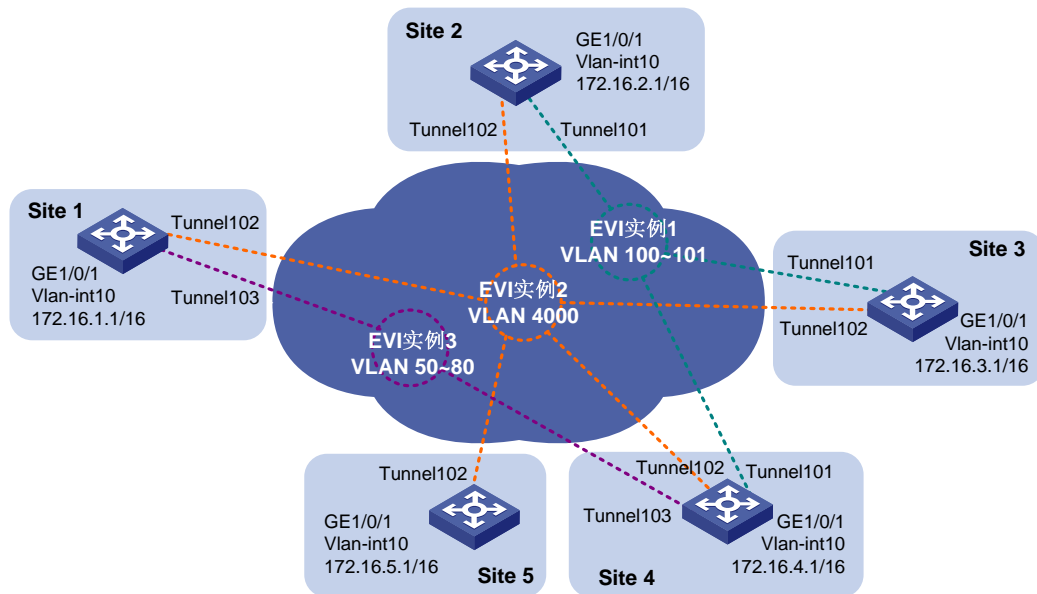 Site 2
GE1/0/1
Vlan-int10
172.16.2.1/16
Tunnel102
Tunnel101
Site 1
Tunnel102
GE1/0/1
Vlan-int10
172.16.1.1/16
Tunnel103
EVI实例1
VLAN 100~101
EVI实例2
VLAN 4000
EVI实例3
VLAN 50~80
Site 3
Tunnel101
Tunnel102
GE1/0/1
Vlan-int10
172.16.3.1/16
Tunnel102
GE1/0/1
Vlan-int10
172.16.5.1/16
Site 5
Tunnel102
Tunnel101
Tunnel103
GE1/0/1
Vlan-int10
172.16.4.1/16
Site 4